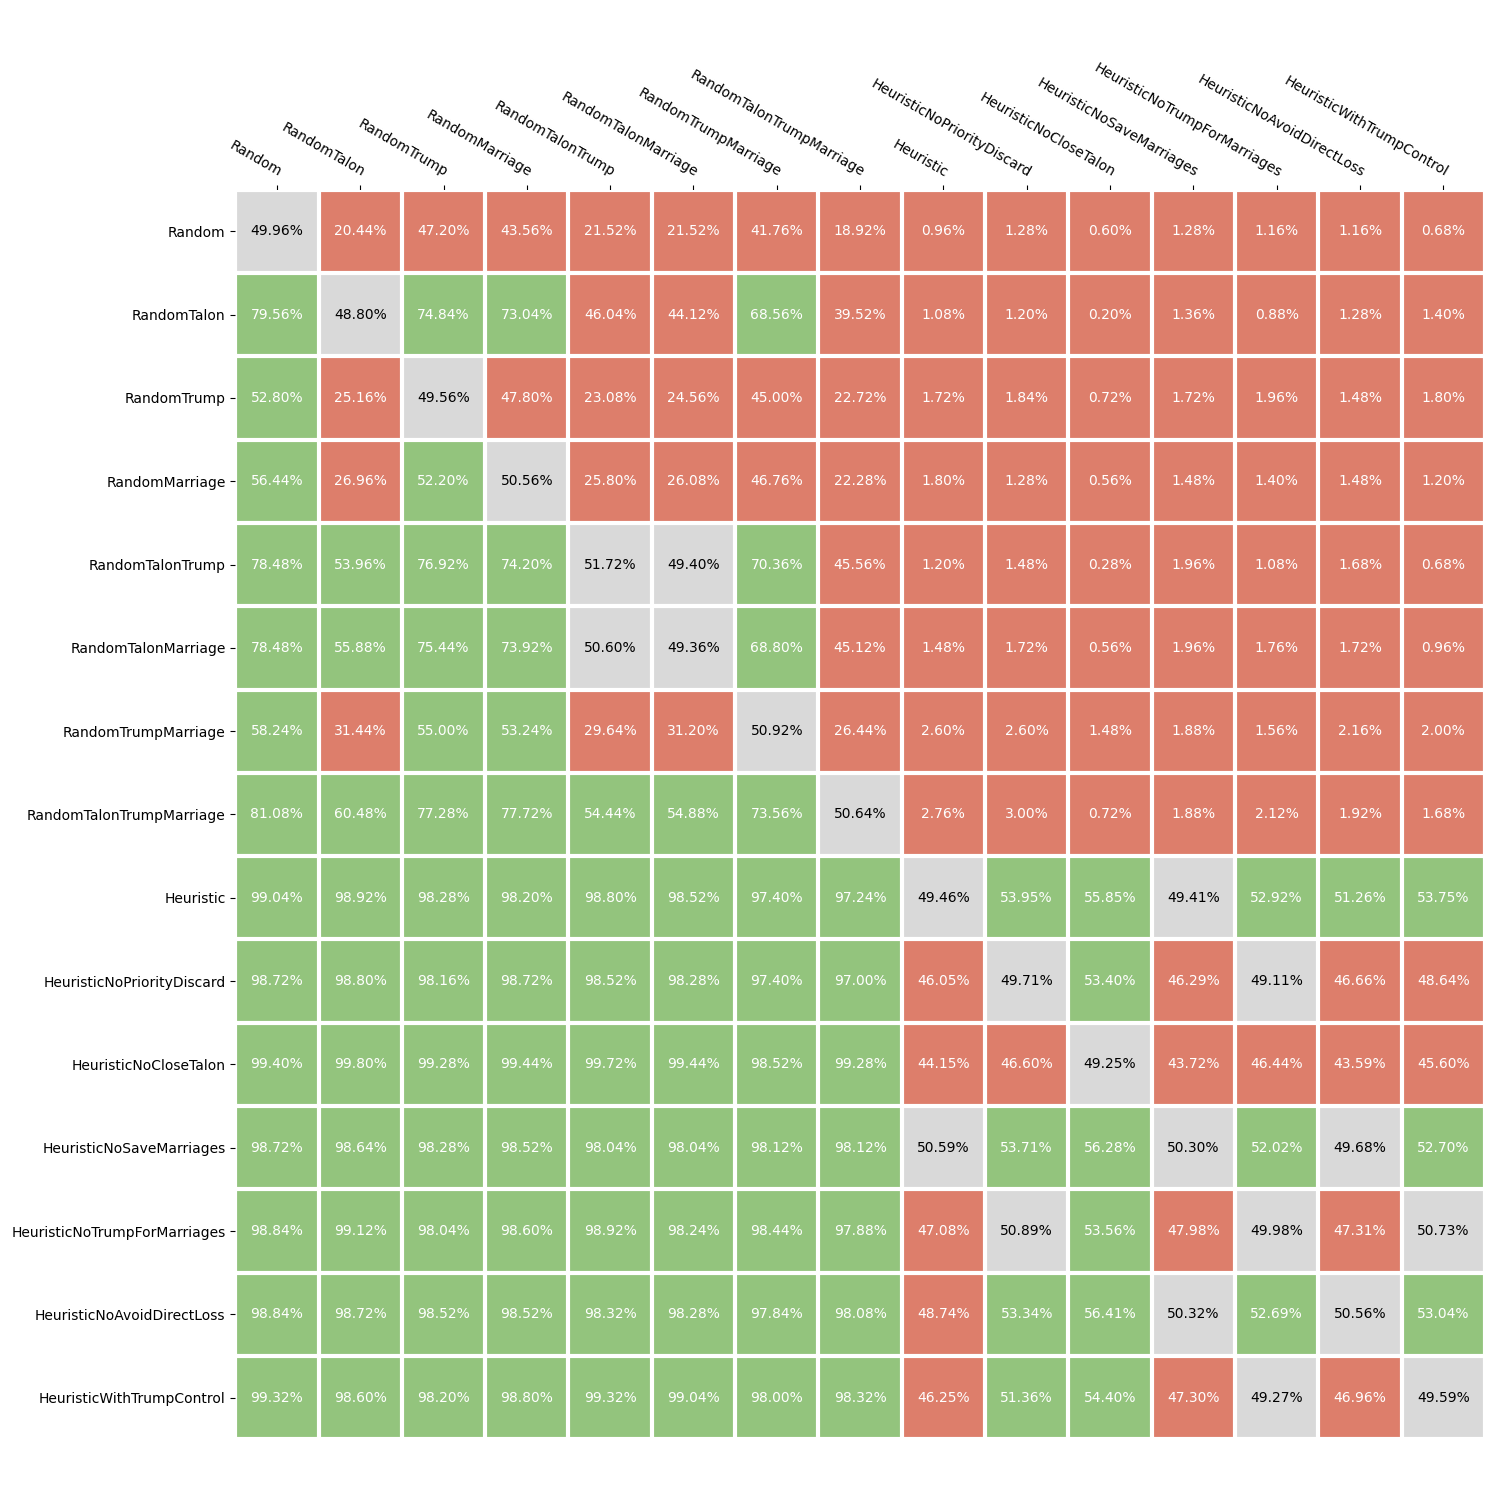 Random RandomTalon RandomTrump RandomMarriage RandomTalonTrump RandomTalonMarriage RandomTrumpMarriage RandomTalonTrumpMarriage Heuristic HeuristicNoPriorityDiscard HeuristicNoCloseTalon HeuristicNoSaveMarriages HeuristicNoTrumpForMarriages HeuristicNoAvoidDirectLoss HeuristicWithTrumpControl
Random 49.96% 20.44% 47.20% 43.56% 21.52% 21.52% 41.76% 18.92% 0.96% 1.28% 0.60% 1.28% 1.16% 1.16% 0.68%
RandomTalon 79.56% 48.80% 74.84% 73.04% 46.04% 44.12% 68.56% 39.52% 1.08% 1.20% 0.20% 1.36% 0.88% 1.28% 1.40%
RandomTrump 52.80% 25.16% 49.56% 47.80% 23.08% 24.56% 45.00% 22.72% 1.72% 1.84% 0.72% 1.72% 1.96% 1.48% 1.80%
RandomMarriage 56.44% 26.96% 52.20% 50.56% 25.80% 26.08% 46.76% 22.28% 1.80% 1.28% 0.56% 1.48% 1.40% 1.48% 1.20%
RandomTalonTrump 78.48% 53.96% 76.92% 74.20% 51.72% 49.40% 70.36% 45.56% 1.20% 1.48% 0.28% 1.96% 1.08% 1.68% 0.68%
RandomTalonMarriage 78.48% 55.88% 75.44% 73.92% 50.60% 49.36% 68.80% 45.12% 1.48% 1.72% 0.56% 1.96% 1.76% 1.72% 0.96%
RandomTrumpMarriage 58.24% 31.44% 55.00% 53.24% 29.64% 31.20% 50.92% 26.44% 2.60% 2.60% 1.48% 1.88% 1.56% 2.16% 2.00%
RandomTalonTrumpMarriage 81.08% 60.48% 77.28% 77.72% 54.44% 54.88% 73.56% 50.64% 2.76% 3.00% 0.72% 1.88% 2.12% 1.92% 1.68%
Heuristic 99.04% 98.92% 98.28% 98.20% 98.80% 98.52% 97.40% 97.24% 49.46% 53.95% 55.85% 49.41% 52.92% 51.26% 53.75%
HeuristicNoPriorityDiscard 98.72% 98.80% 98.16% 98.72% 98.52% 98.28% 97.40% 97.00% 46.05% 49.71% 53.40% 46.29% 49.11% 46.66% 48.64%
HeuristicNoCloseTalon 99.40% 99.80% 99.28% 99.44% 99.72% 99.44% 98.52% 99.28% 44.15% 46.60% 49.25% 43.72% 46.44% 43.59% 45.60%
HeuristicNoSaveMarriages 98.72% 98.64% 98.28% 98.52% 98.04% 98.04% 98.12% 98.12% 50.59% 53.71% 56.28% 50.30% 52.02% 49.68% 52.70%
HeuristicNoTrumpForMarriages 98.84% 99.12% 98.04% 98.60% 98.92% 98.24% 98.44% 97.88% 47.08% 50.89% 53.56% 47.98% 49.98% 47.31% 50.73%
HeuristicNoAvoidDirectLoss 98.84% 98.72% 98.52% 98.52% 98.32% 98.28% 97.84% 98.08% 48.74% 53.34% 56.41% 50.32% 52.69% 50.56% 53.04%
HeuristicWithTrumpControl 99.32% 98.60% 98.20% 98.80% 99.32% 99.04% 98.00% 98.32% 46.25% 51.36% 54.40% 47.30% 49.27% 46.96% 49.59%